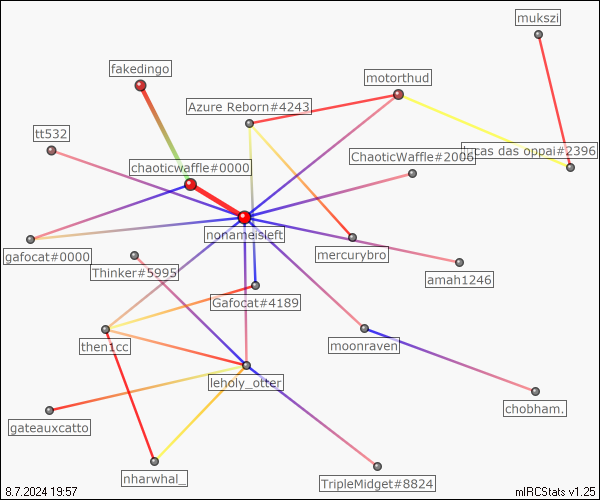 mukszi
fakedingo
motorthud
Azure Reborn#4243
tt532
ChaoticWaffle#2006
lucas das oppai#2396
chaoticwaffle#0000
nonameisleft
gafocat#0000
mercurybro
Thinker#5995
amah1246
Gafocat#4189
then1cc
moonraven
leholy_otter
chobham.
gateauxcatto
nharwhal_
TripleMidget#8824
8.7.2024 19:57
mIRCStats v1.25